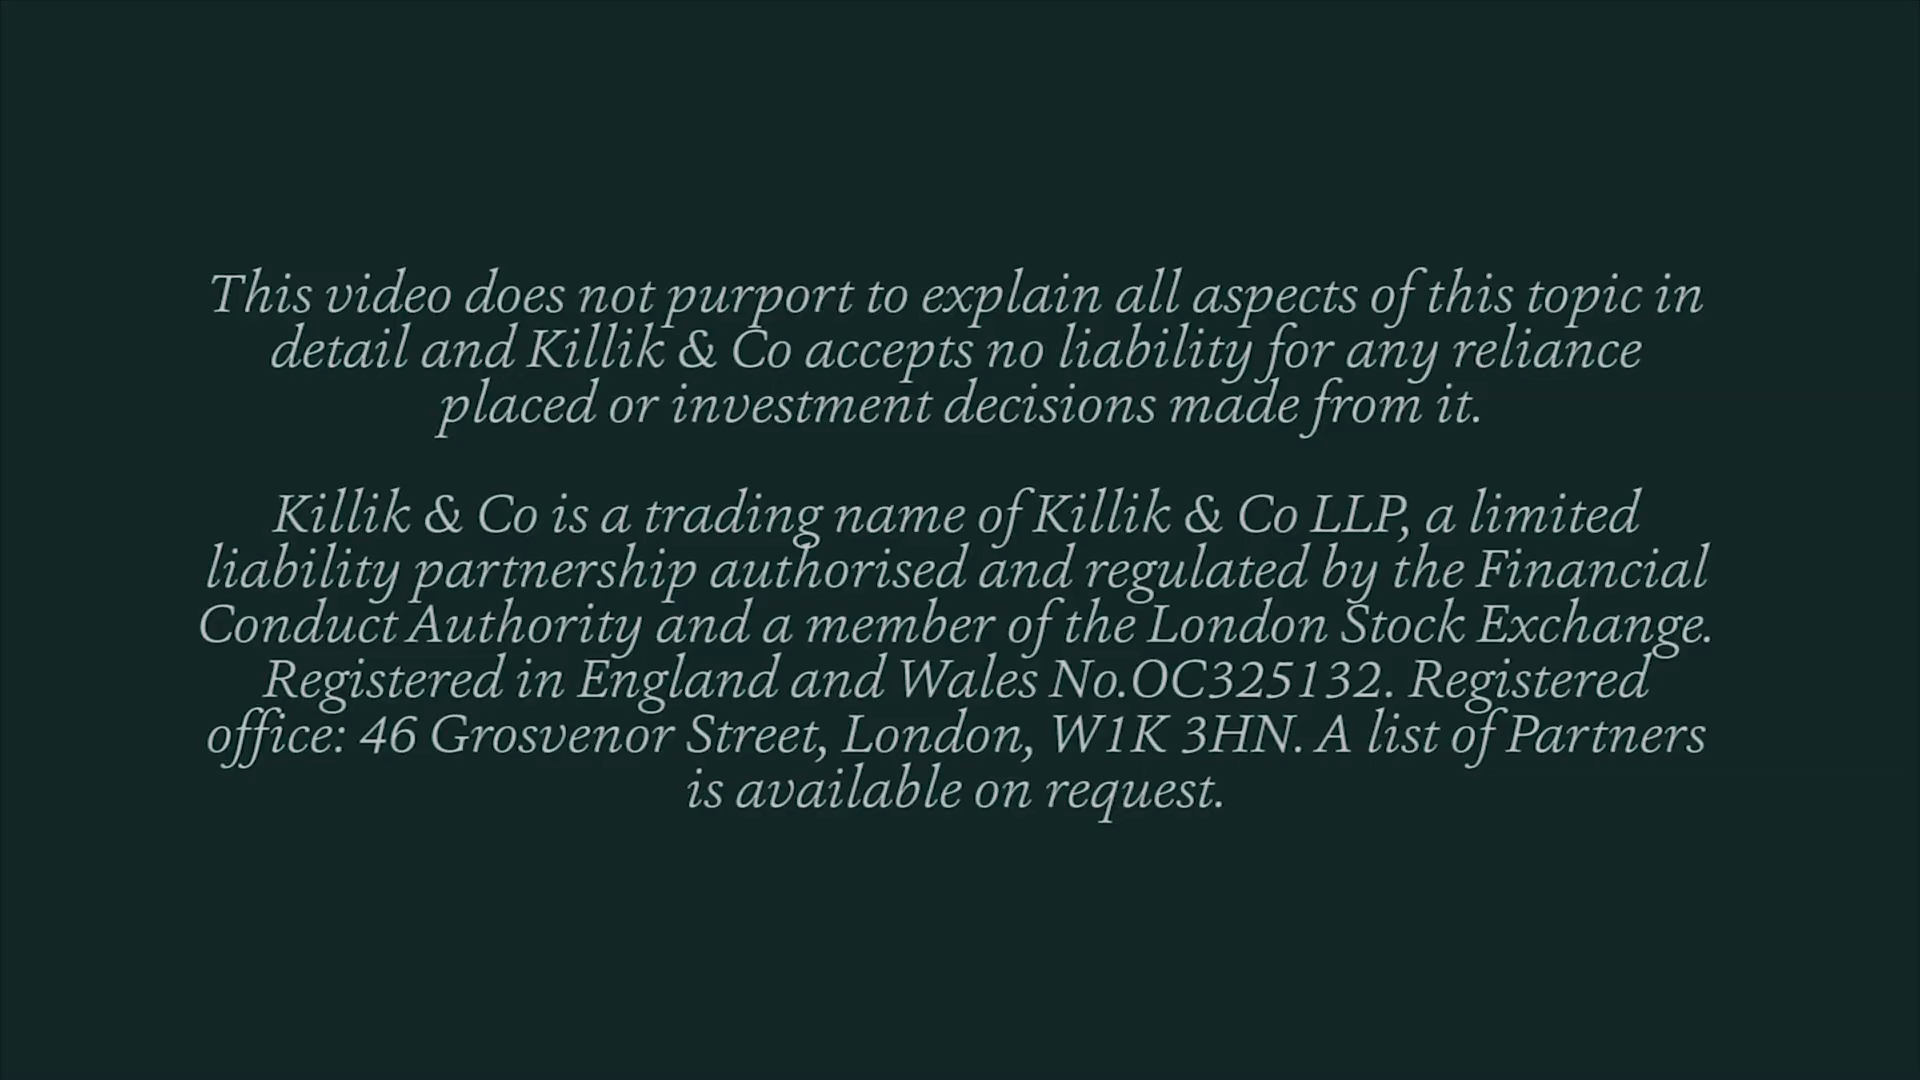 This video does not purport to explain all aspects of this topic in
detail and Killik & Co accepts no liability for any reliance
placed or investment decisions made from it.
Killik & Co is a trading name of Killik & Co LLP, a limited
liability partnership authorised and regulated by the Financial
Conduct Authority and a member of the London Stock Exchange.
Registered in England and Wales No.OC325132. Registered
office: 46 Grosvenor Street, London, W1K 3HN. A list of Partners
is available on request.